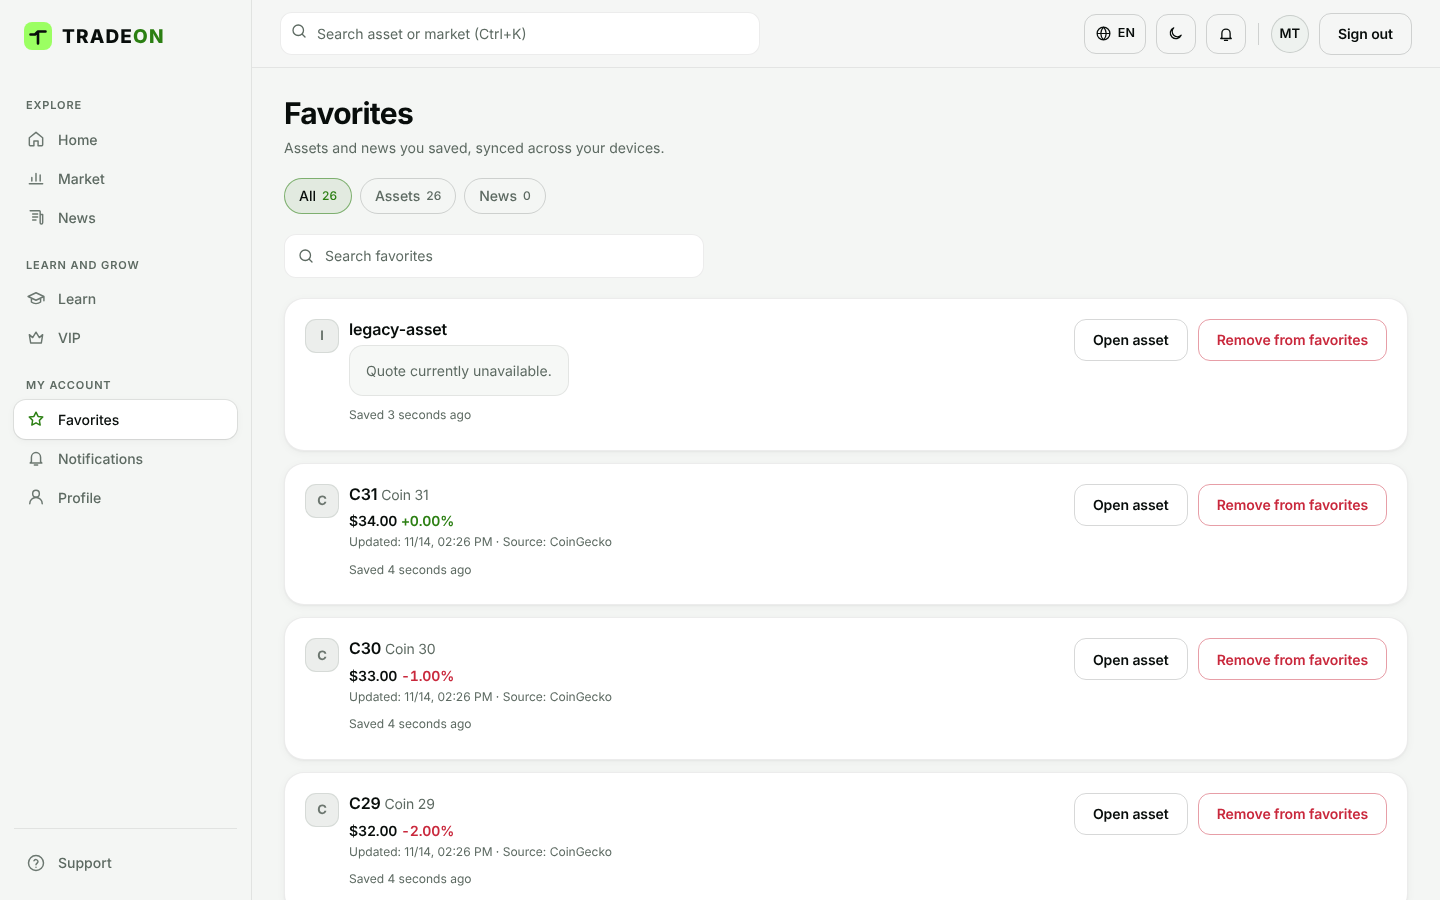 TRADEON
Search asset or market (Ctrl+K)
EN
MT
Sign out
EXPLORE
Home
Market
News
LEARN AND GROW
Learn
VIP
MY ACCOUNT
Favorites
Notifications
Profile
Support
Favorites
Assets and news you saved, synced across your devices.
All 26
Assets 26
News 0
Search favorites
l
legacy-asset
Quote currently unavailable.
Saved 3 seconds ago
Open asset
Remove from favorites
C
C31 Coin 31
$34.00 +0.00%
Updated: 11/14, 02:26 PM · Source: CoinGecko
Saved 4 seconds ago
Open asset
Remove from favorites
C
C30 Coin 30
$33.00 -1.00%
Updated: 11/14, 02:26 PM · Source: CoinGecko
Saved 4 seconds ago
Open asset
Remove from favorites
C
C29 Coin 29
$32.00 -2.00%
Updated: 11/14, 02:26 PM · Source: CoinGecko
Saved 4 seconds ago
Open asset
Remove from favorites